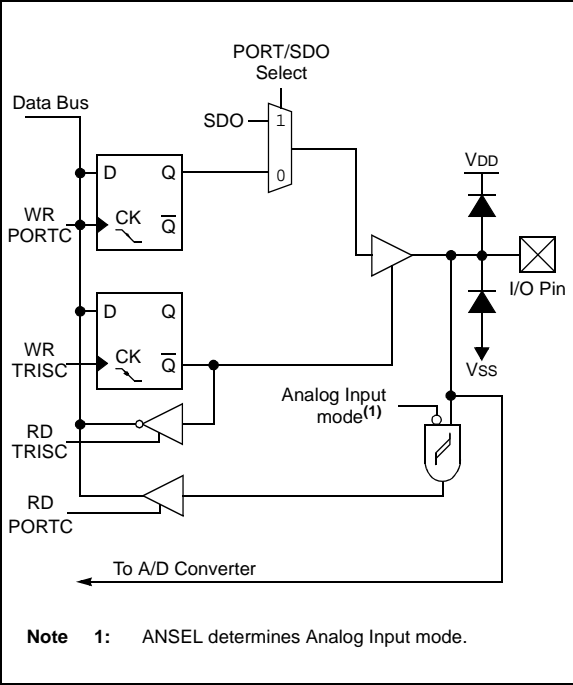 PORT/SDO
Select
Data Bus
SDO
1
0
D
Q
CK
Q
WR
PORTC
VDD
I/O Pin
VSS
D
Q
CK
Q
WR
TRISC
RD
TRISC
Analog Input
mode(1)
RD
PORTC
To A/D Converter
Note 1: ANSEL determines Analog Input mode.